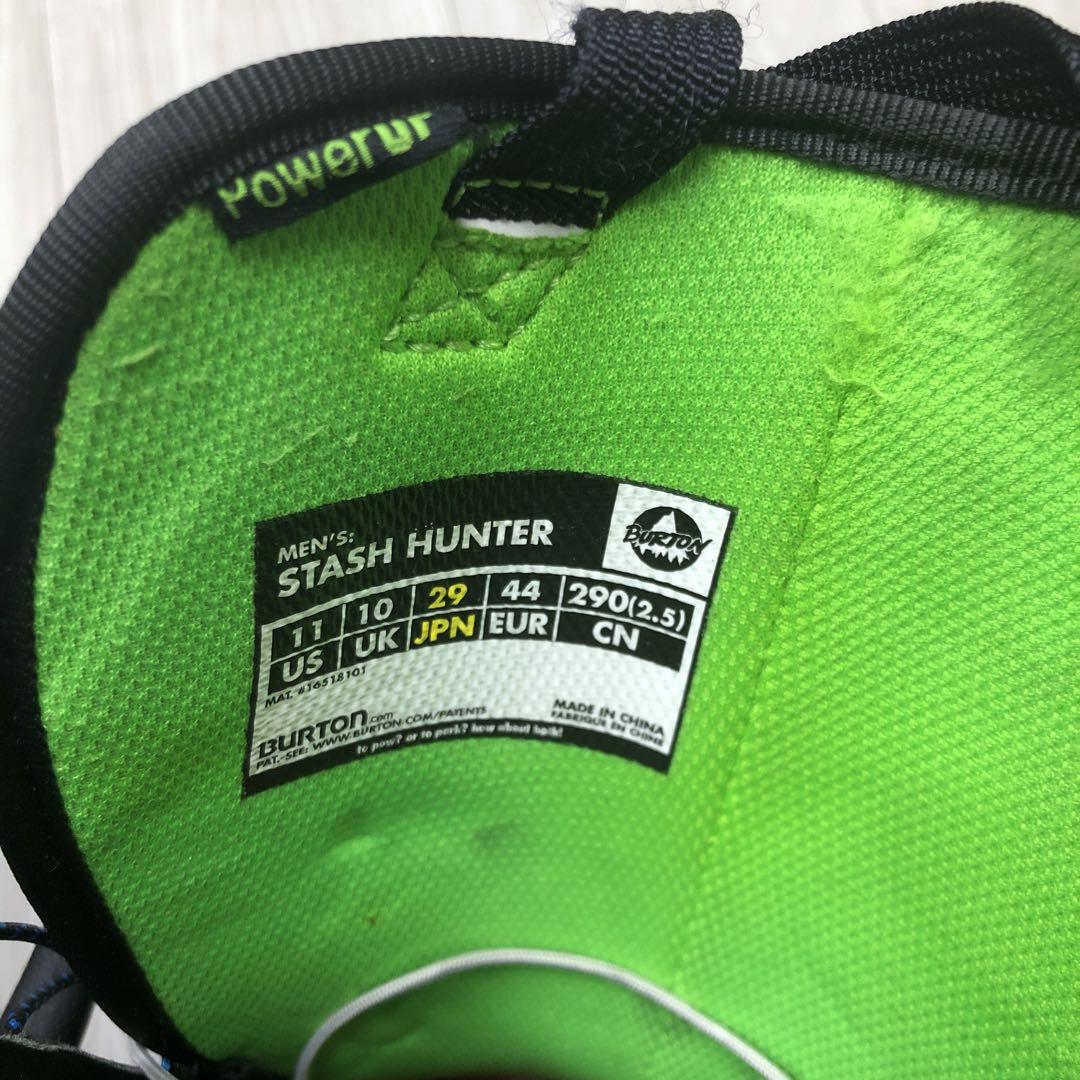 POWERUP
MEN'S:
STASH HUNTER
BURTON
11 10 29 44 290(2.5)
US UK JPN EUR CN
MAT. #16518101
BURTON.com
PAT.-SEE: WWW.BURTON.COM/PATENTS
MADE IN CHINA
FABRIQUE EN CHINE
to pow? or to park? how about both!